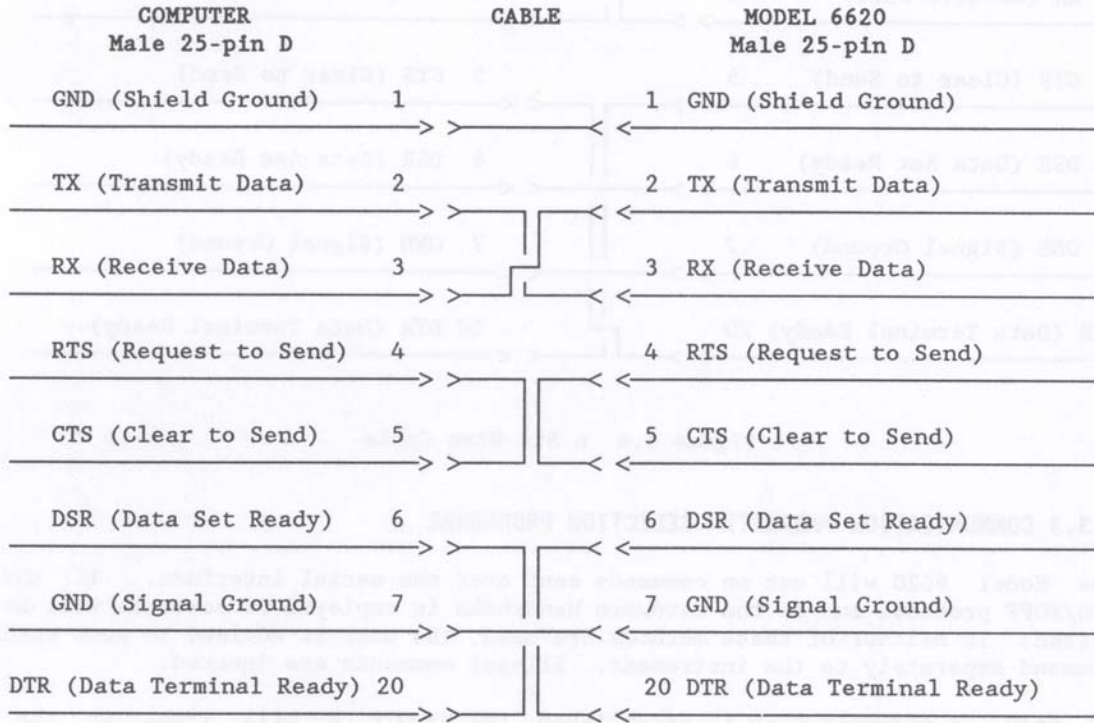 COMPUTER CABLE MODEL 6620
Male 25-pin D Male 25-pin D
GND (Shield Ground) 1 1 GND (Shield Ground)
TX (Transmit Data) 2 2 TX (Transmit Data)
RX (Receive Data) 3 3 RX (Receive Data)
RTS (Request to Send) 4 4 RTS (Request to Send)
CTS (Clear to Send) 5 5 CTS (Clear to Send)
DSR (Data Set Ready) 6 6 DSR (Data Set Ready)
GND (Signal Ground) 7 7 GND (Signal Ground)
DTR (Data Terminal Ready) 20 20 DTR (Data Terminal Ready)